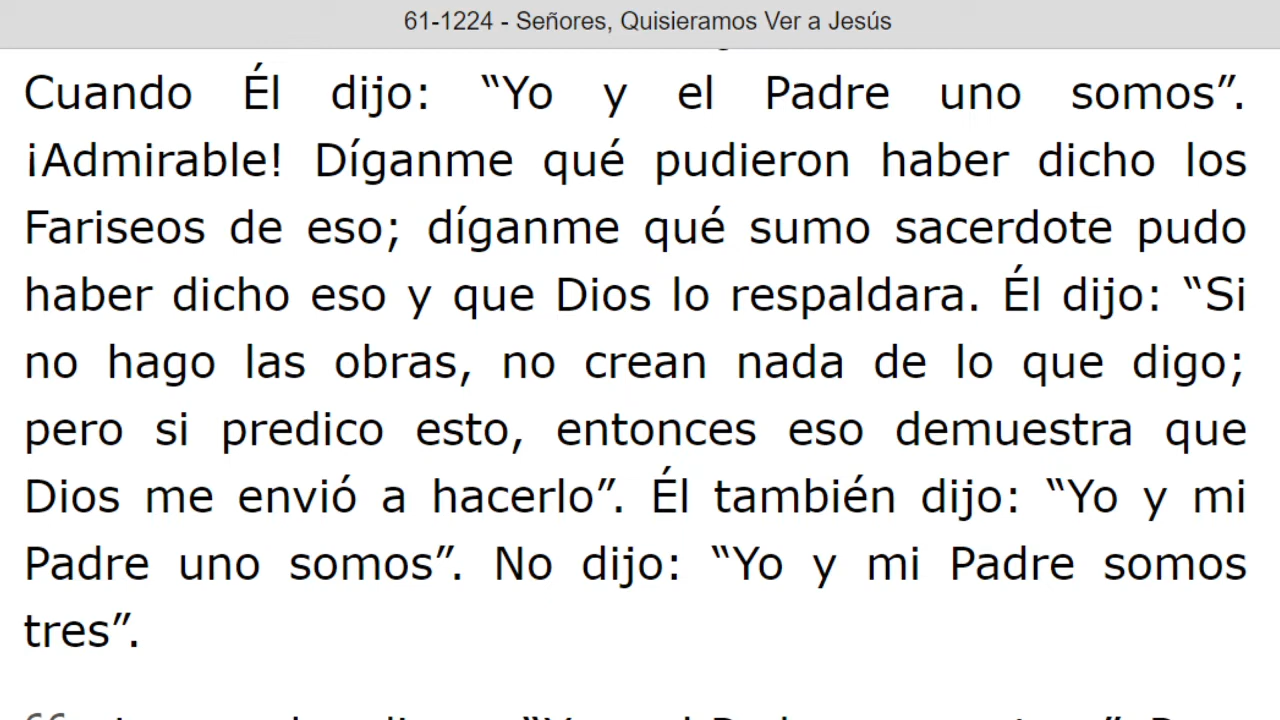 61-1224 - Señores, Quisieramos Ver a Jesús
Cuando Él dijo: “Yo y el Padre uno somos”.
¡Admirable! Díganme qué pudieron haber dicho los
Fariseos de eso; díganme qué sumo sacerdote pudo
haber dicho eso y que Dios lo respaldara. Él dijo: “Si
no hago las obras, no crean nada de lo que digo;
pero si predico esto, entonces eso demuestra que
Dios me envió a hacerlo”. Él también dijo: “Yo y mi
Padre uno somos”. No dijo: “Yo y mi Padre somos
tres”.